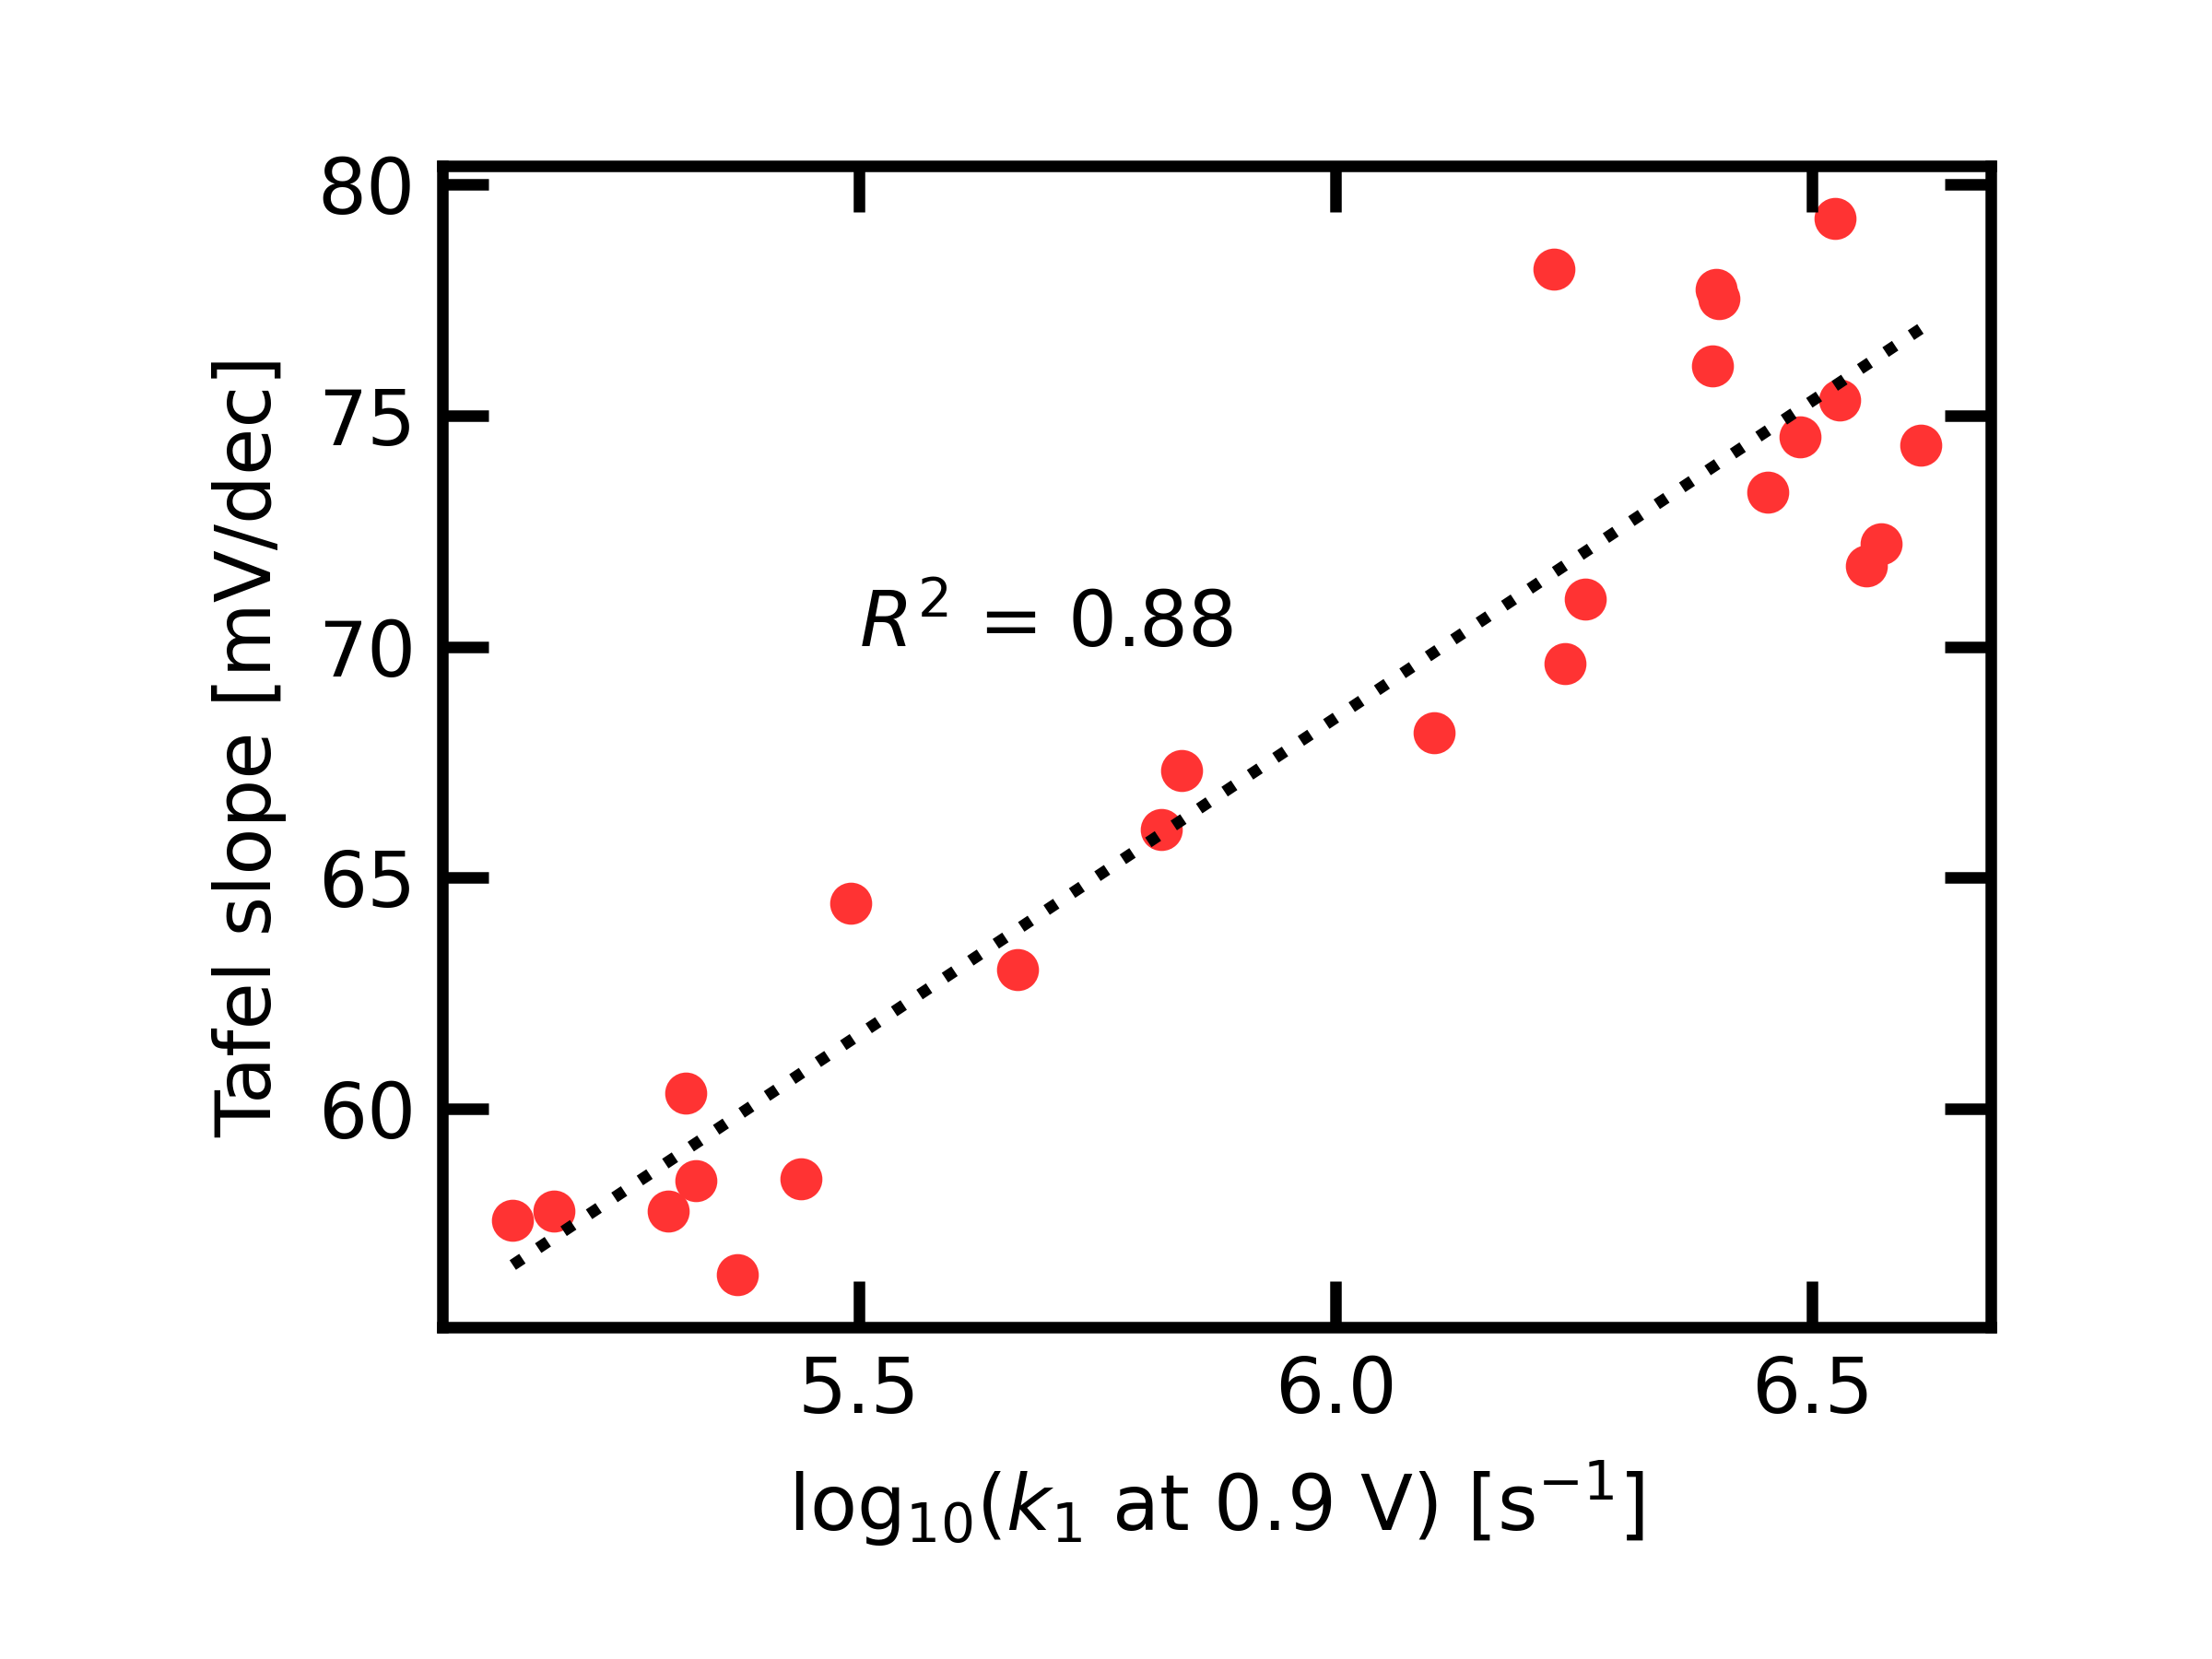 80
75
70
65
60
Tafel slope [mV/dec]
R² = 0.88
5.5 6.0 6.5
log₁₀(k₁ at 0.9 V) [s⁻¹]